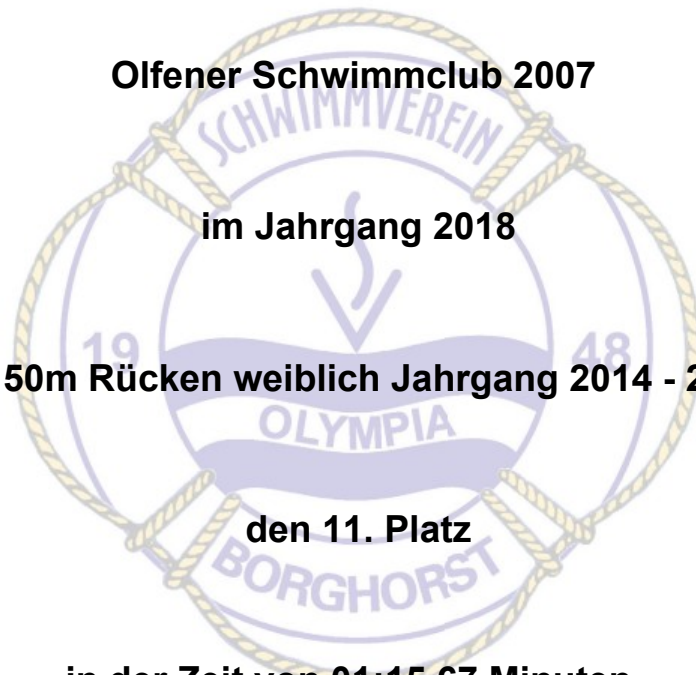 Olfener Schwimmclub 2007
SCHWIMMVEREIN
im Jahrgang 2018
19 48
50m Rücken weiblich Jahrgang 2014 -
OLYMPIA
den 11. Platz
BORGHORST
in der Zeit von 01:15,67 Minuten